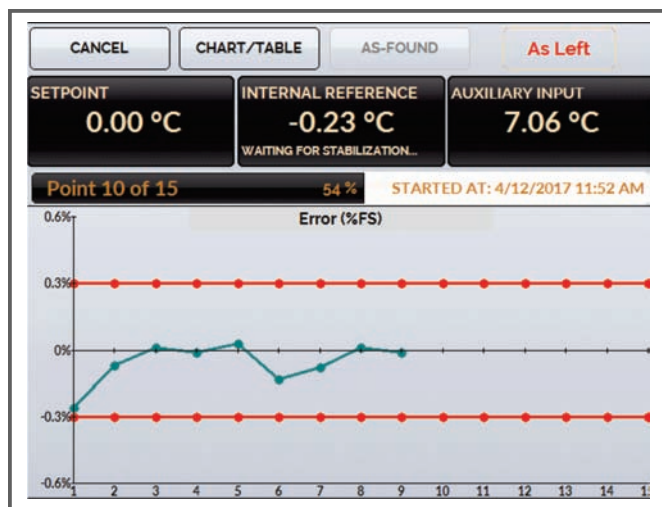 CANCEL CHART/TABLE AS-FOUND As Left
SETPOINT INTERNAL REFERENCE AUXILIARY INPUT
0.00 °C -0.23 °C 7.06 °C
WAITING FOR STABILIZATION...
Point 10 of 15 54 % STARTED AT: 4/12/2017 11:52 AM
Error (%FS)
0.6%
0.3%
0%
-0.3%
-0.6%
1 2 3 4 5 6 7 8 9 10 11 12 13 14